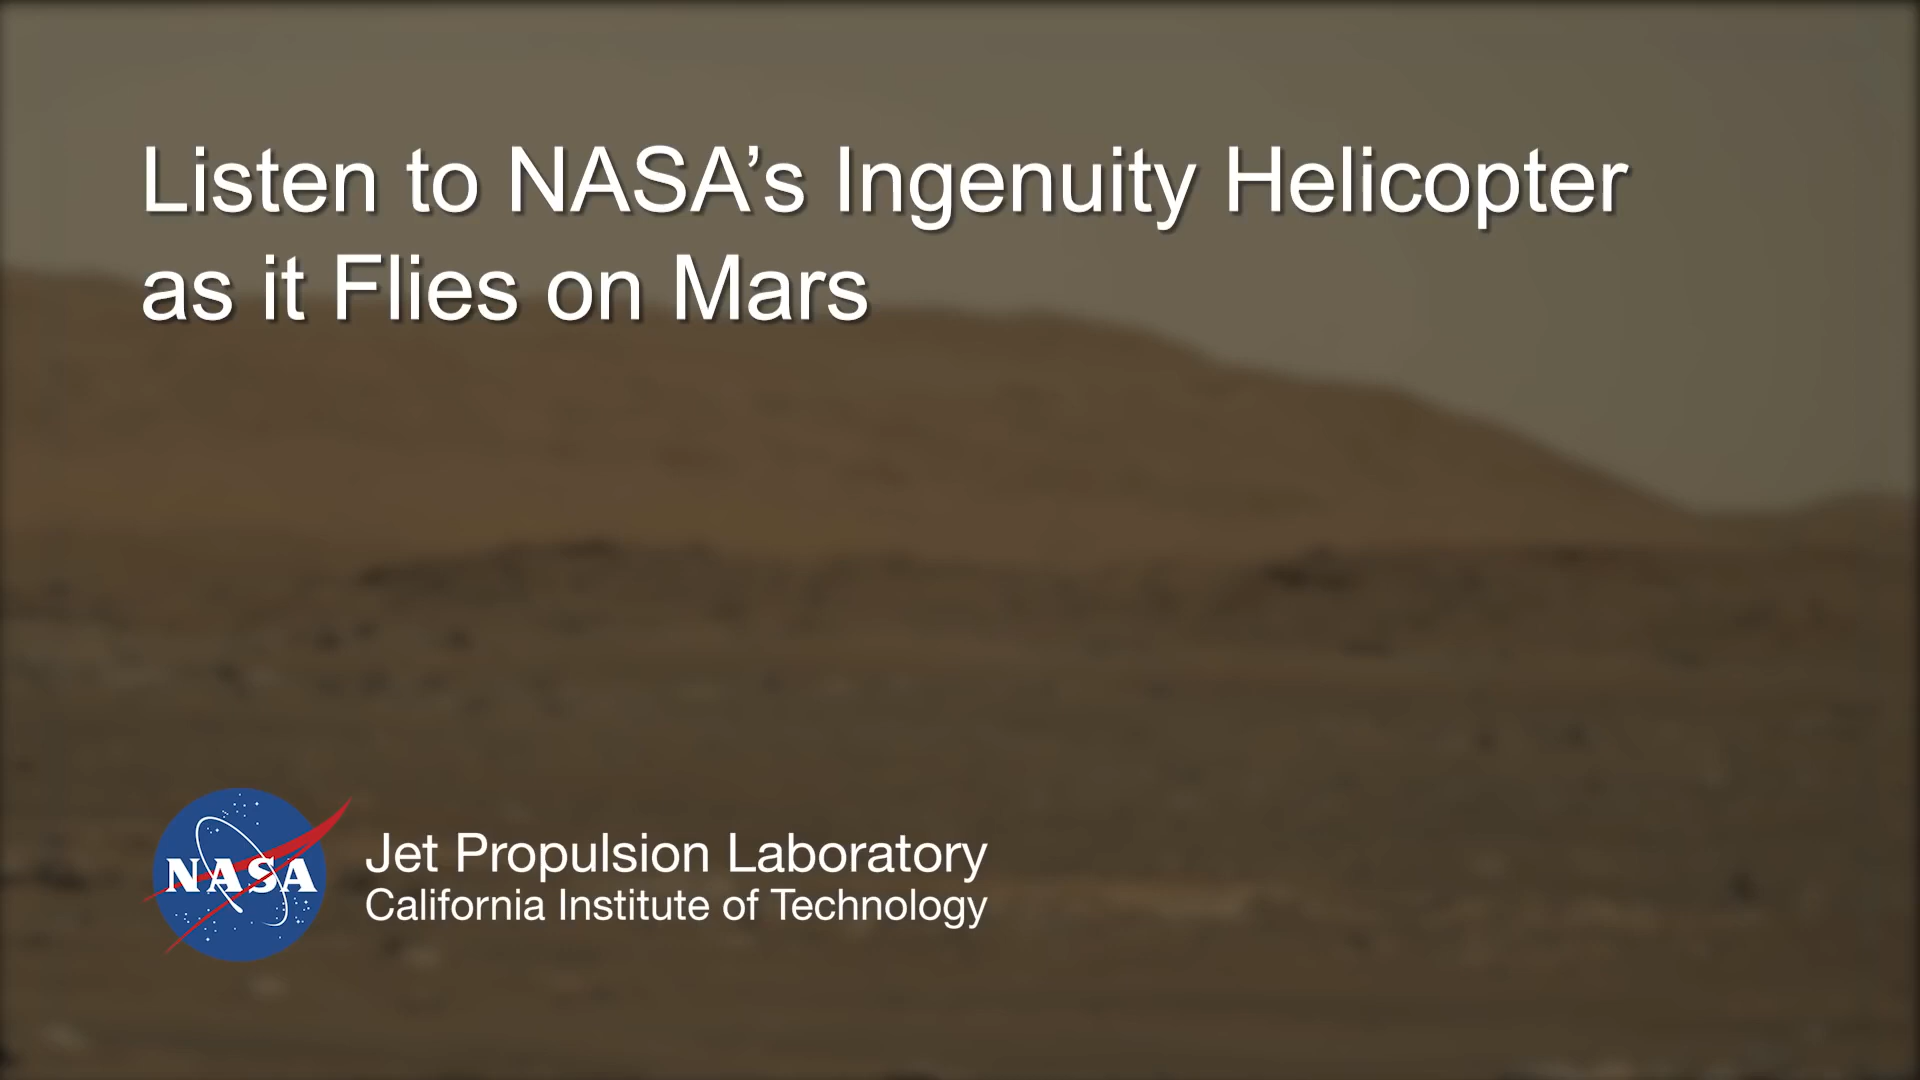 Listen to NASA’s Ingenuity Helicopter
as it Flies on Mars
NASA
Jet Propulsion Laboratory
California Institute of Technology